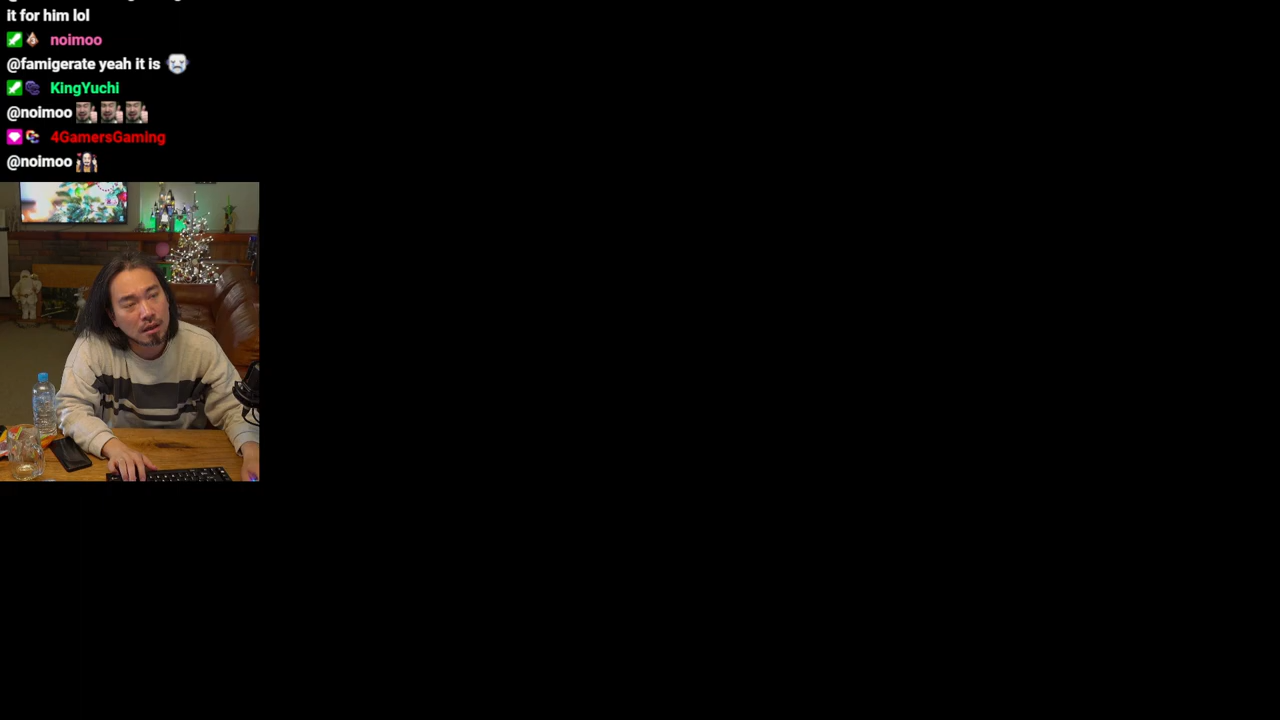 it for him lol
noimoo
@famigerate yeah it is
KingYuchi
@noimoo
4GamersGaming
@noimoo